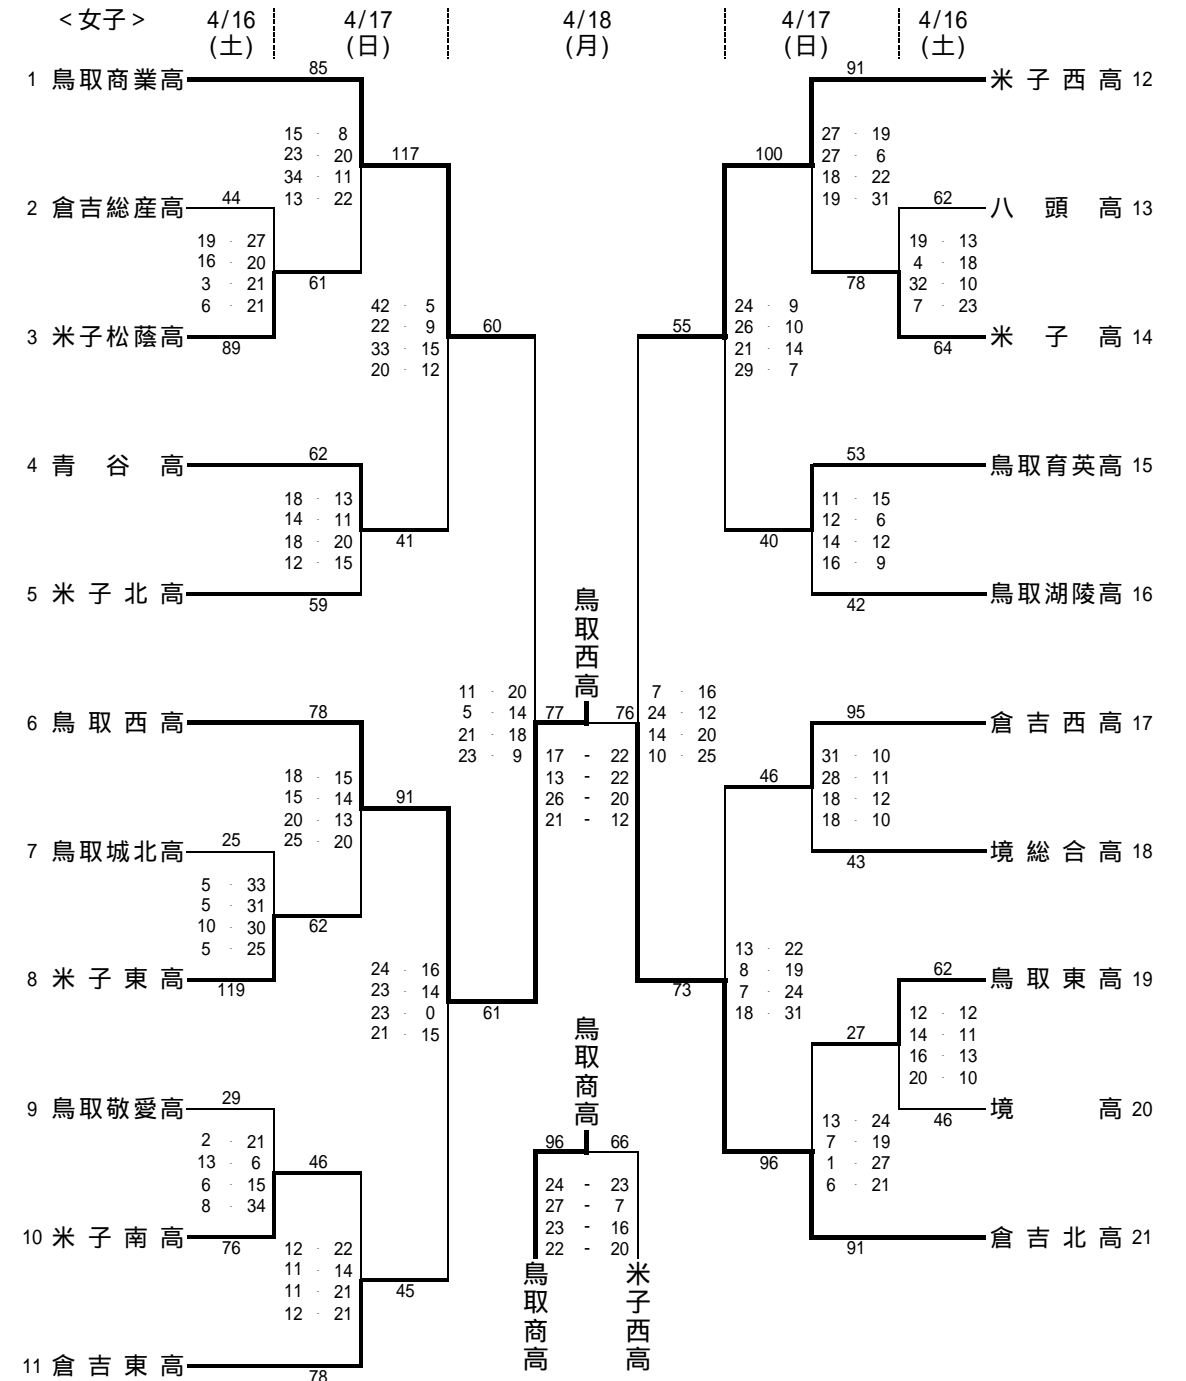 ＜女子＞ 4/16 4/17 4/18 4/17 4/16
(土) (日) (月) (日) (土)
1 鳥取商業高 85 91 米子西高 12
15 - 8 27 - 19
23 - 20 117 100 27 - 6
34 - 11 18 - 22
2 倉吉総産高 44 13 - 22 19 - 31 62 八頭高 13
19 - 27 19 - 13
16 - 20 4 - 18
3 - 21 61 78 32 - 10
6 - 21 42 - 5 24 - 9 7 - 23
22 - 9 60 55 26 - 10
3 米子松蔭高 89 33 - 15 21 - 14 64 米子高 14
20 - 12 29 - 7
4 青谷高 62 53 鳥取育英高 15
18 - 13 11 - 15
14 - 11 12 - 6
18 - 20 41 40 14 - 12
12 - 15 16 - 9
5 米子北高 59 42 鳥取湖陵高 16
鳥取西高
11 - 20 7 - 16
6 鳥取西高 78 5 - 14 77 76 24 - 12 95 倉吉西高 17
21 - 18 14 - 20
23 - 9 17 - 22 10 - 25 31 - 10
18 - 15 13 - 22 46 28 - 11
15 - 14 91 26 - 20 18 - 12
20 - 13 21 - 12 18 - 10
7 鳥取城北高 25 25 - 20 43 境総合高 18
5 - 33
5 - 31
10 - 30 62
5 - 25 13 - 22
8 米子東高 119 24 - 16 73 8 - 19 62 鳥取東高 19
23 - 14 7 - 24
23 - 0 61 18 - 31 12 - 12
21 - 15 27 14 - 11
鳥取商高 16 - 13
20 - 10
9 鳥取敬愛高 29 46 境高 20
2 - 21 13 - 24
13 - 6 46 96 66 7 - 19
6 - 15 96 1 - 27
8 - 34 24 - 23 6 - 21
27 - 7
10 米子南高 76 23 - 16 91 倉吉北高 21
12 - 22 22 - 20
11 - 14
11 - 21 45 鳥取商高 米子西高
12 - 21
11 倉吉東高 78